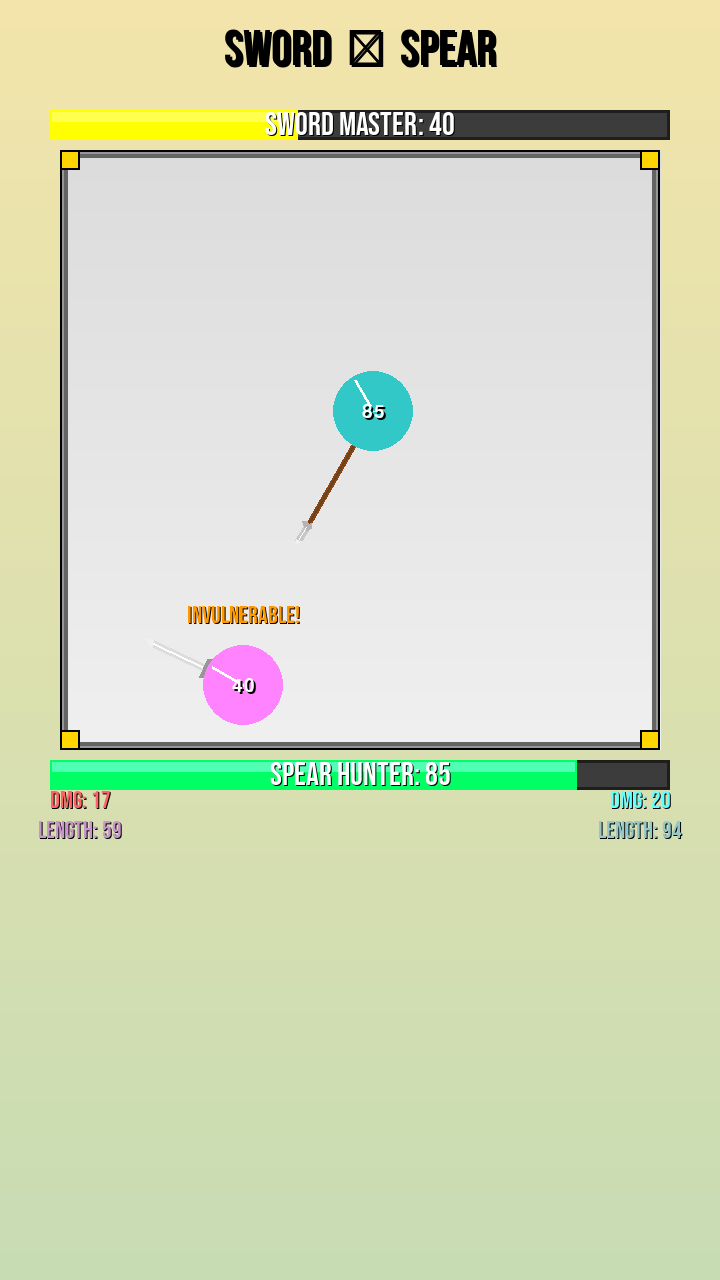 SWORD SPEAR
SWORD MASTER: 40
85
INVULNERABLE!
40
SPEAR HUNTER: 85
DMG: 17 DMG: 20
LENGTH: 59 LENGTH: 94